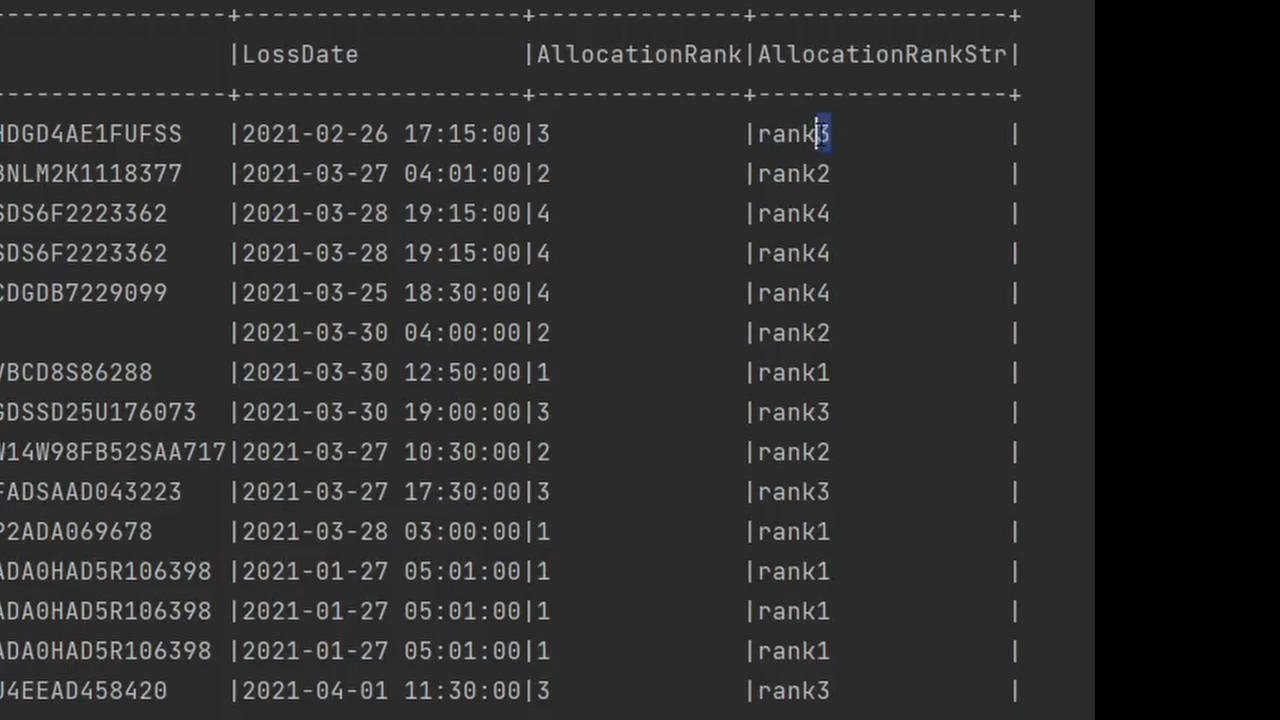 ---------------+--------------------+--------------+-----------------+
|LossDate |AllocationRank|AllocationRankStr|
---------------+--------------------+--------------+-----------------+
HDGD4AE1FUFSS |2021-02-26 17:15:00|3 |rank3 |
BNLM2K1118377 |2021-03-27 04:01:00|2 |rank2 |
SDS6F2223362 |2021-03-28 19:15:00|4 |rank4 |
SDS6F2223362 |2021-03-28 19:15:00|4 |rank4 |
CDGDB7229099 |2021-03-25 18:30:00|4 |rank4 |
|2021-03-30 04:00:00|2 |rank2 |
VBCD8S86288 |2021-03-30 12:50:00|1 |rank1 |
GDSSD25U176073 |2021-03-30 19:00:00|3 |rank3 |
W14W98FB52SAA717|2021-03-27 10:30:00|2 |rank2 |
FADSAAD043223 |2021-03-27 17:30:00|3 |rank3 |
P2ADA069678 |2021-03-28 03:00:00|1 |rank1 |
ADA0HAD5R106398 |2021-01-27 05:01:00|1 |rank1 |
ADA0HAD5R106398 |2021-01-27 05:01:00|1 |rank1 |
ADA0HAD5R106398 |2021-01-27 05:01:00|1 |rank1 |
U4EEAD458420 |2021-04-01 11:30:00|3 |rank3 |